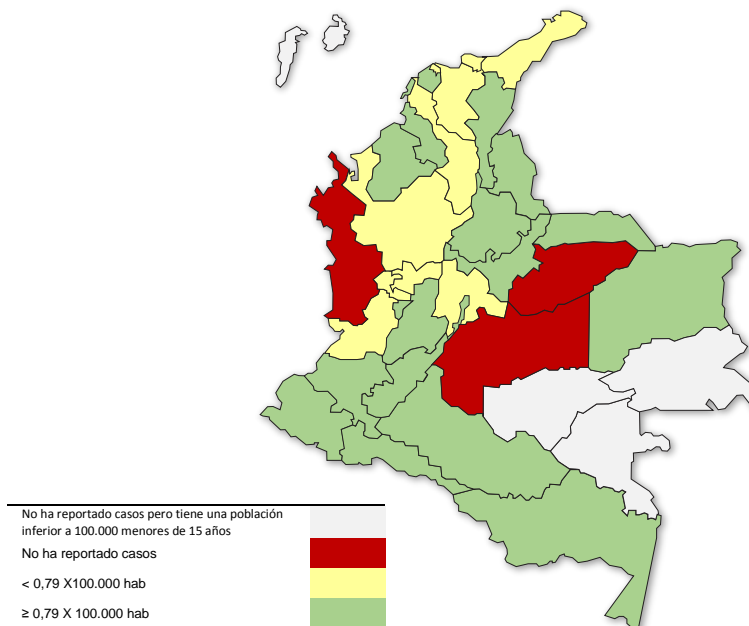 No ha reportado casos pero tiene una población
inferior a 100.000 menores de 15 años
No ha reportado casos
< 0,79 X100.000 hab
≥ 0,79 X 100.000 hab